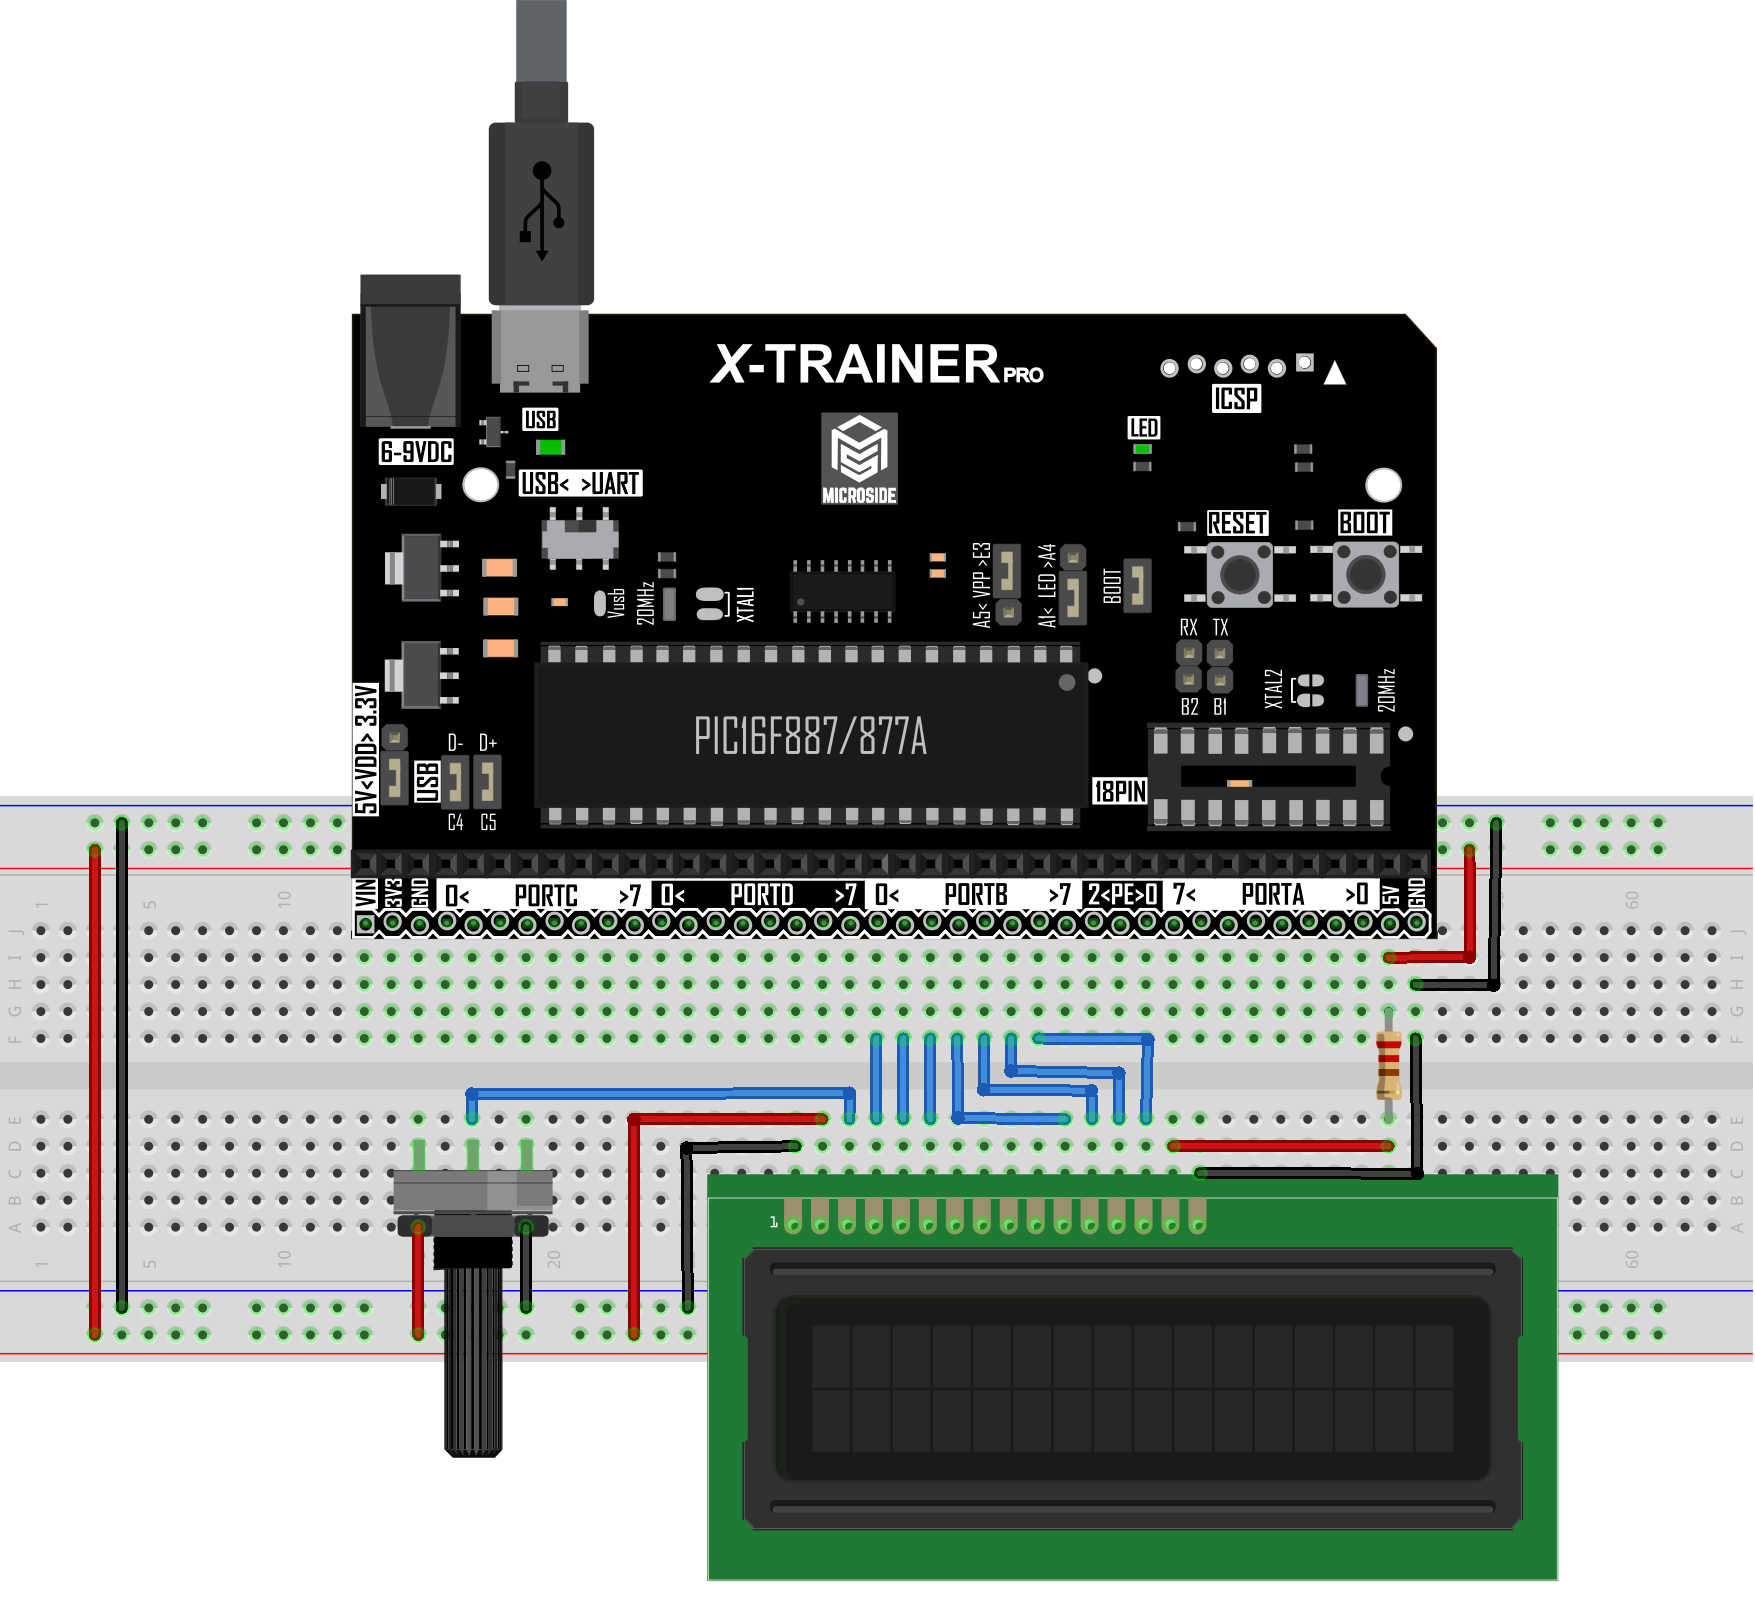 X-TRAINER PRO
ICSP
USB
LED
6-9VDC
USB< >UART
MICROSIDE
RESET
BOOT
A5< VPP >E3
A1< LED >A4
BOOT
Vusb
20MHz
XTAL1
RX TX
B2 B1
XTAL2
20MHz
5V<VDD> 3.3V
PIC16F887/877A
D- D+
USB
C4 C5
18PIN
VIN 3V3 GND 0< PORTC >7 0< PORTD >7 0< PORTB >7 2<PE>0 7< PORTA >0 5V GND
1 5 10 60
J J
I I
H H
G G
F F
E E
D D
C C
B B
A A
1
1 5 10 20 60